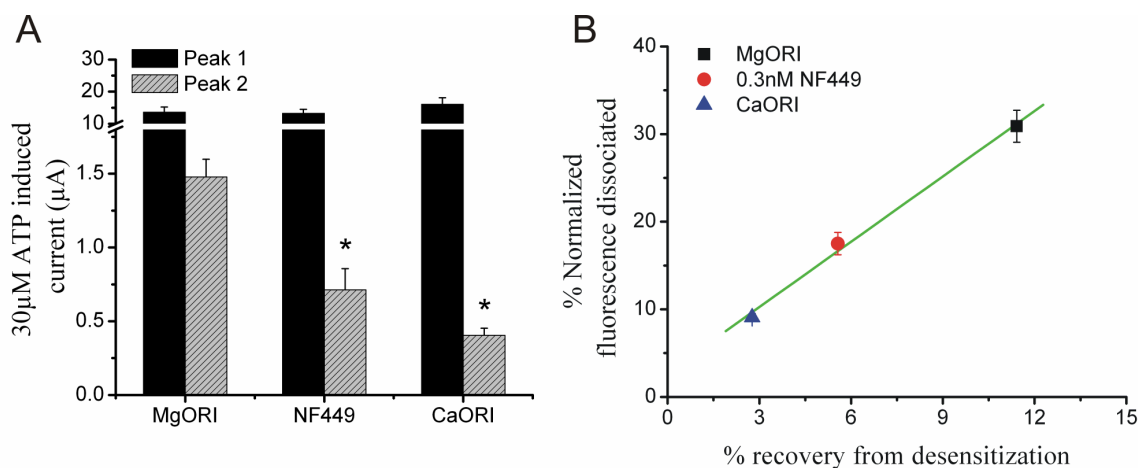 A
30
20
10
1.5
1.0
0.5
0.0
30µM ATP induced
current (µA)
Peak 1
Peak 2
*
*
MgORI
NF449
CaORI
B
40
30
20
10
0
% Normalized
fluorescence dissociated
MgORI
0.3nM NF449
CaORI
0
3
6
9
12
15
% recovery from desensitization